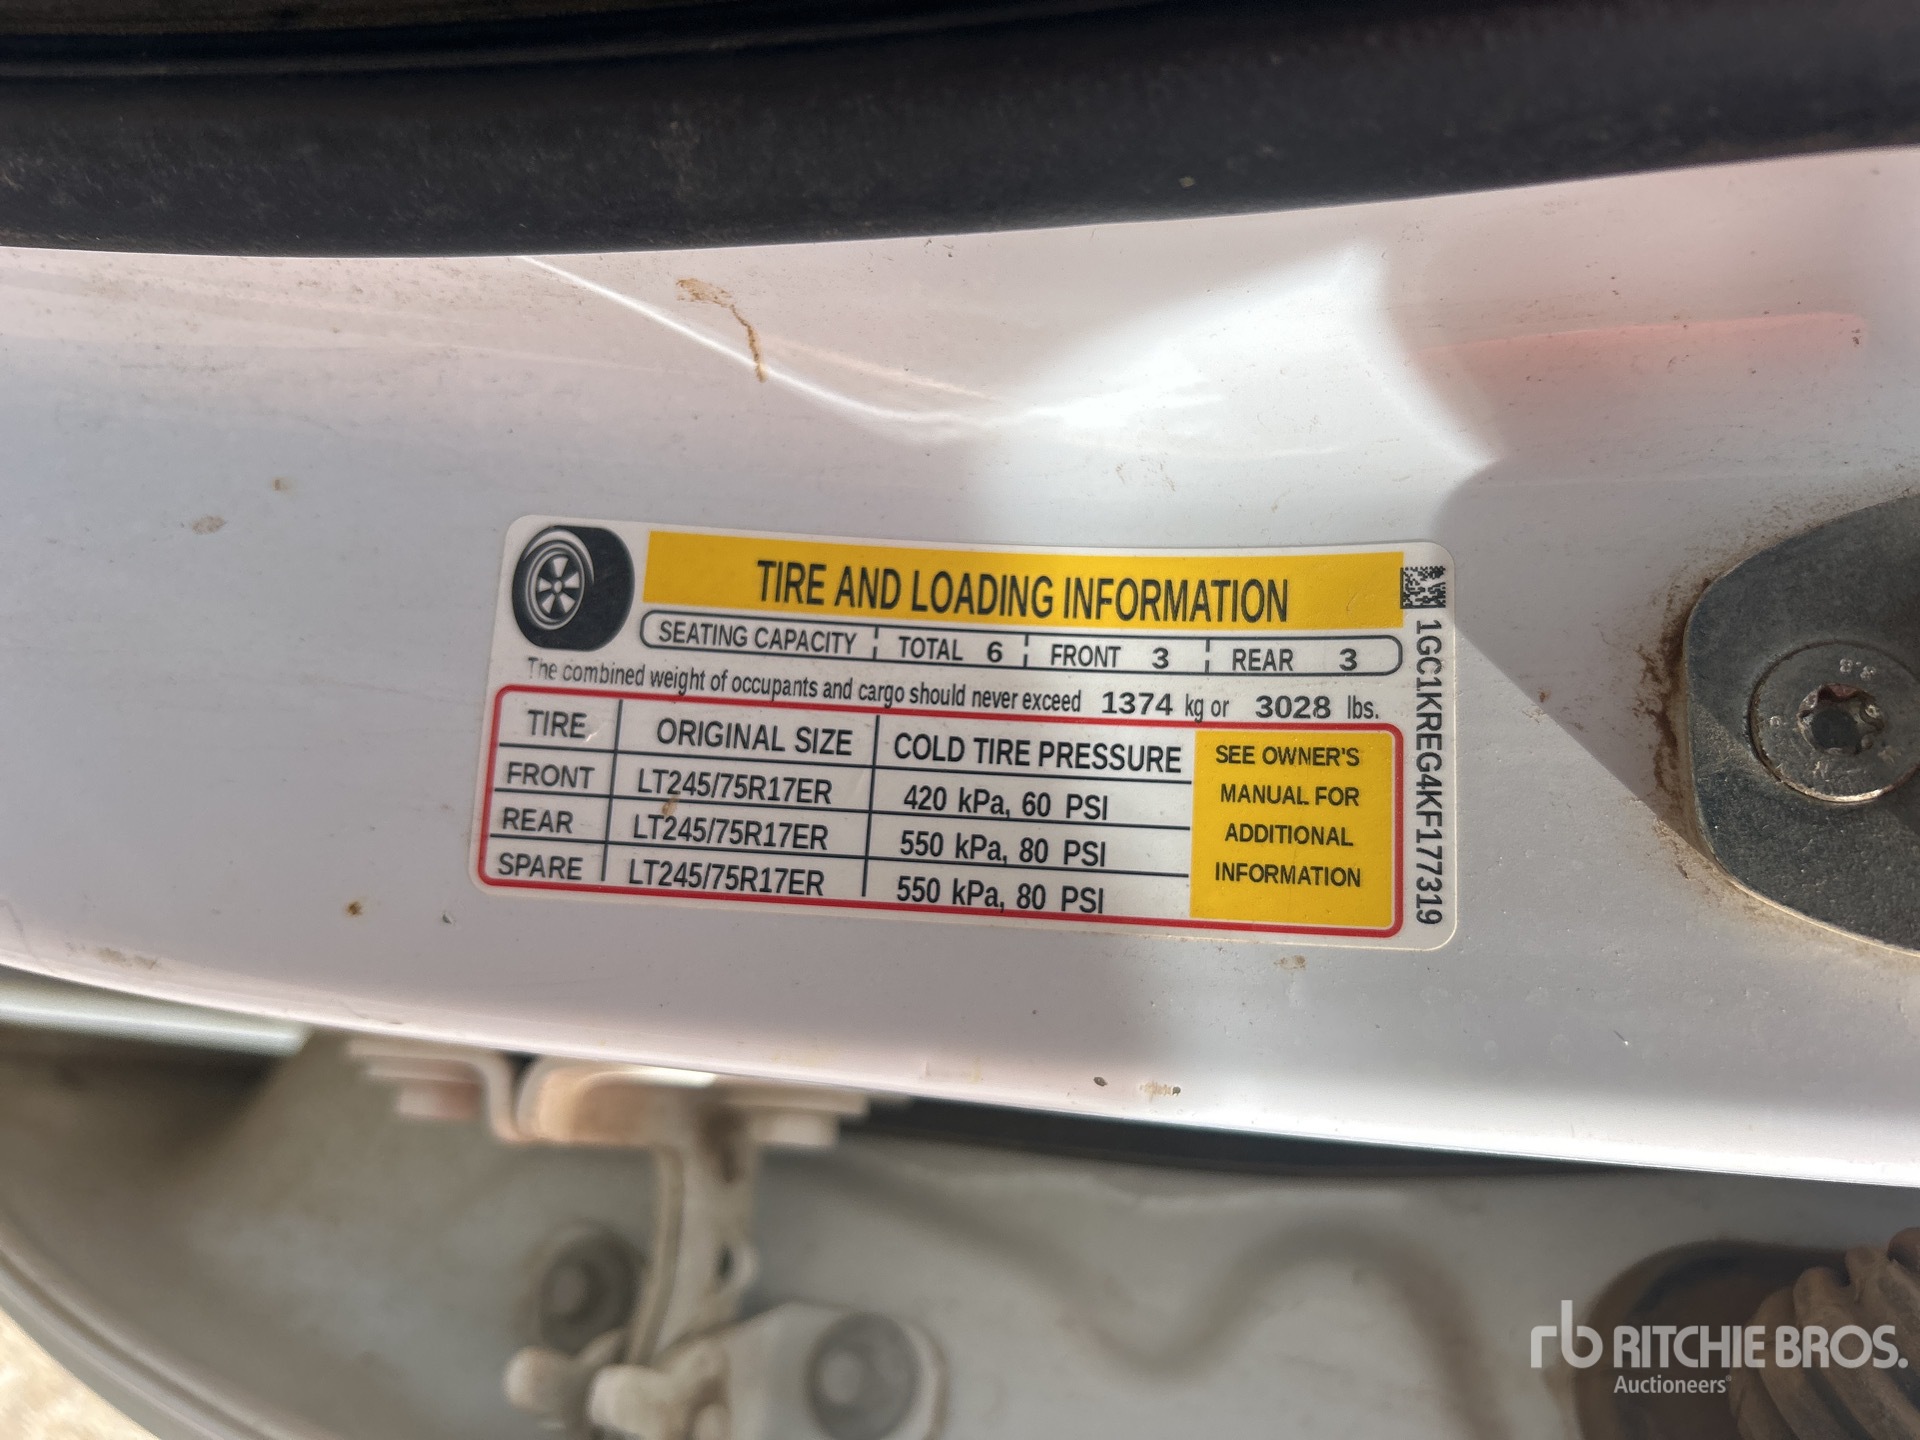 TIRE AND LOADING INFORMATION
SEATING CAPACITY TOTAL 6 FRONT 3 REAR 3
The combined weight of occupants and cargo should never exceed 1374 kg or 3028 lbs.
TIRE ORIGINAL SIZE COLD TIRE PRESSURE
FRONT LT245/75R17ER 420 kPa, 60 PSI
REAR LT245/75R17ER 550 kPa, 80 PSI
SPARE LT245/75R17ER 550 kPa, 80 PSI
SEE OWNER'S
MANUAL FOR
ADDITIONAL
INFORMATION
1GC1KREG4KF177319
8.8
rb RITCHIE BROS.
Auctioneers